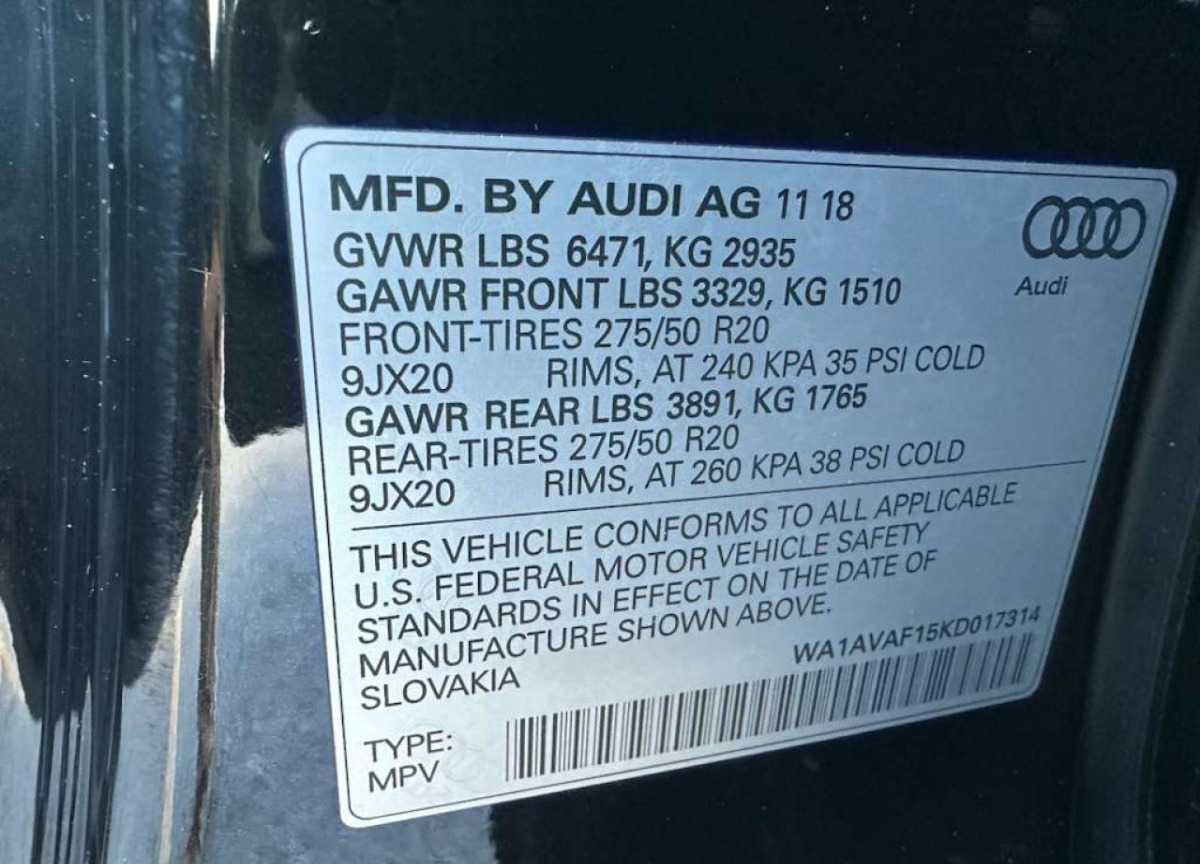 MFD. BY AUDI AG 11 18
GVWR LBS 6471, KG 2935
GAWR FRONT LBS 3329, KG 1510
FRONT-TIRES 275/50 R20
9JX20 RIMS, AT 240 KPA 35 PSI COLD
GAWR REAR LBS 3891, KG 1765
REAR-TIRES 275/50 R20
9JX20 RIMS, AT 260 KPA 38 PSI COLD
Audi
THIS VEHICLE CONFORMS TO ALL APPLICABLE
U.S. FEDERAL MOTOR VEHICLE SAFETY
STANDARDS IN EFFECT ON THE DATE OF
MANUFACTURE SHOWN ABOVE.
SLOVAKIA
WA1AVAF15KD017314
TYPE:
MPV